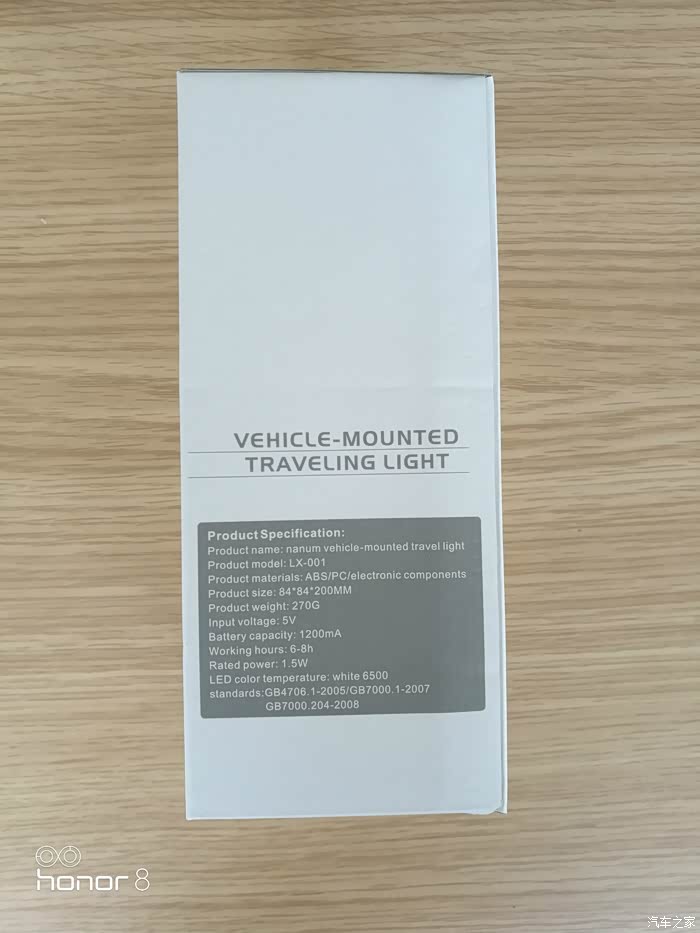 VEHICLE-MOUNTED
TRAVELING LIGHT
Product Specification:
Product name: nanum vehicle-mounted travel light
Product model: LX-001
Product materials: ABS/PC/electronic components
Product size: 84*84*200MM
Product weight: 270G
Input voltage: 5V
Battery capacity: 1200mA
Working hours: 6-8h
Rated power: 1.5W
LED color temperature: white 6500
standards:GB4706.1-2005/GB7000.1-2007
GB7000.204-2008
honor 8
汽车之家